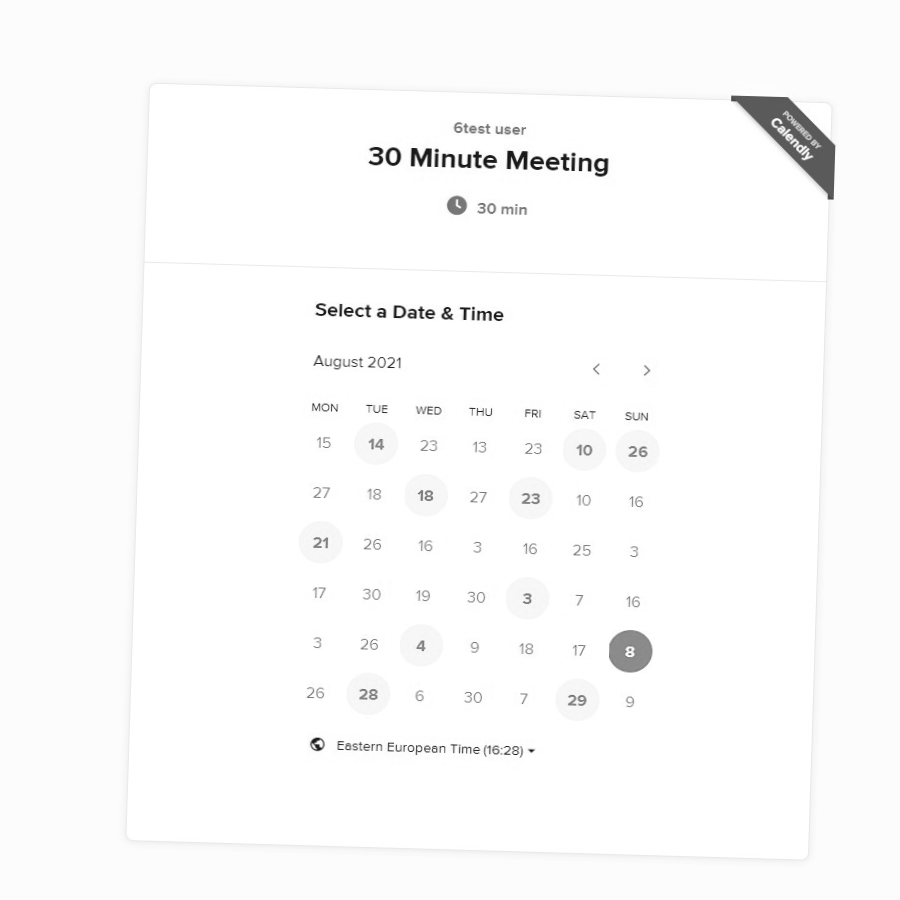 6test user
30 Minute Meeting
30 min
POWERED BY
Calendly
Select a Date & Time
August 2021
MON TUE WED THU FRI SAT SUN
15 14 23 13 23 10 26
27 18 18 27 23 10 16
21 26 16 3 16 25 3
17 30 19 30 3 7 16
3 26 4 9 18 17 8
26 28 6 30 7 29 9
Eastern European Time (16:28)